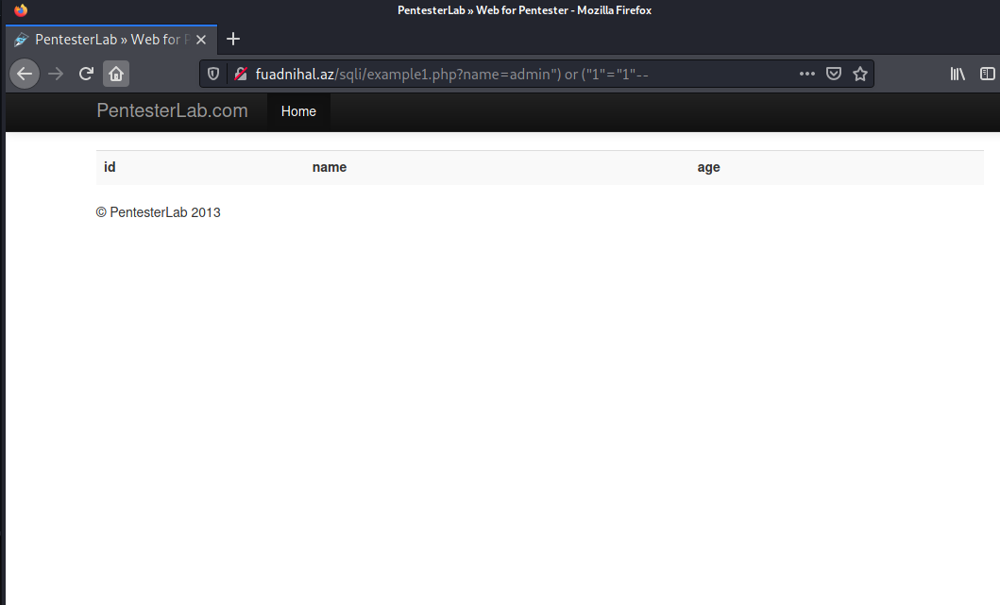 PentesterLab » Web for Pentester - Mozilla Firefox
PentesterLab » Web for P
fuadnihal.az/sqli/example1.php?name=admin") or ("1"="1"--
PentesterLab.com Home
id name age
© PentesterLab 2013